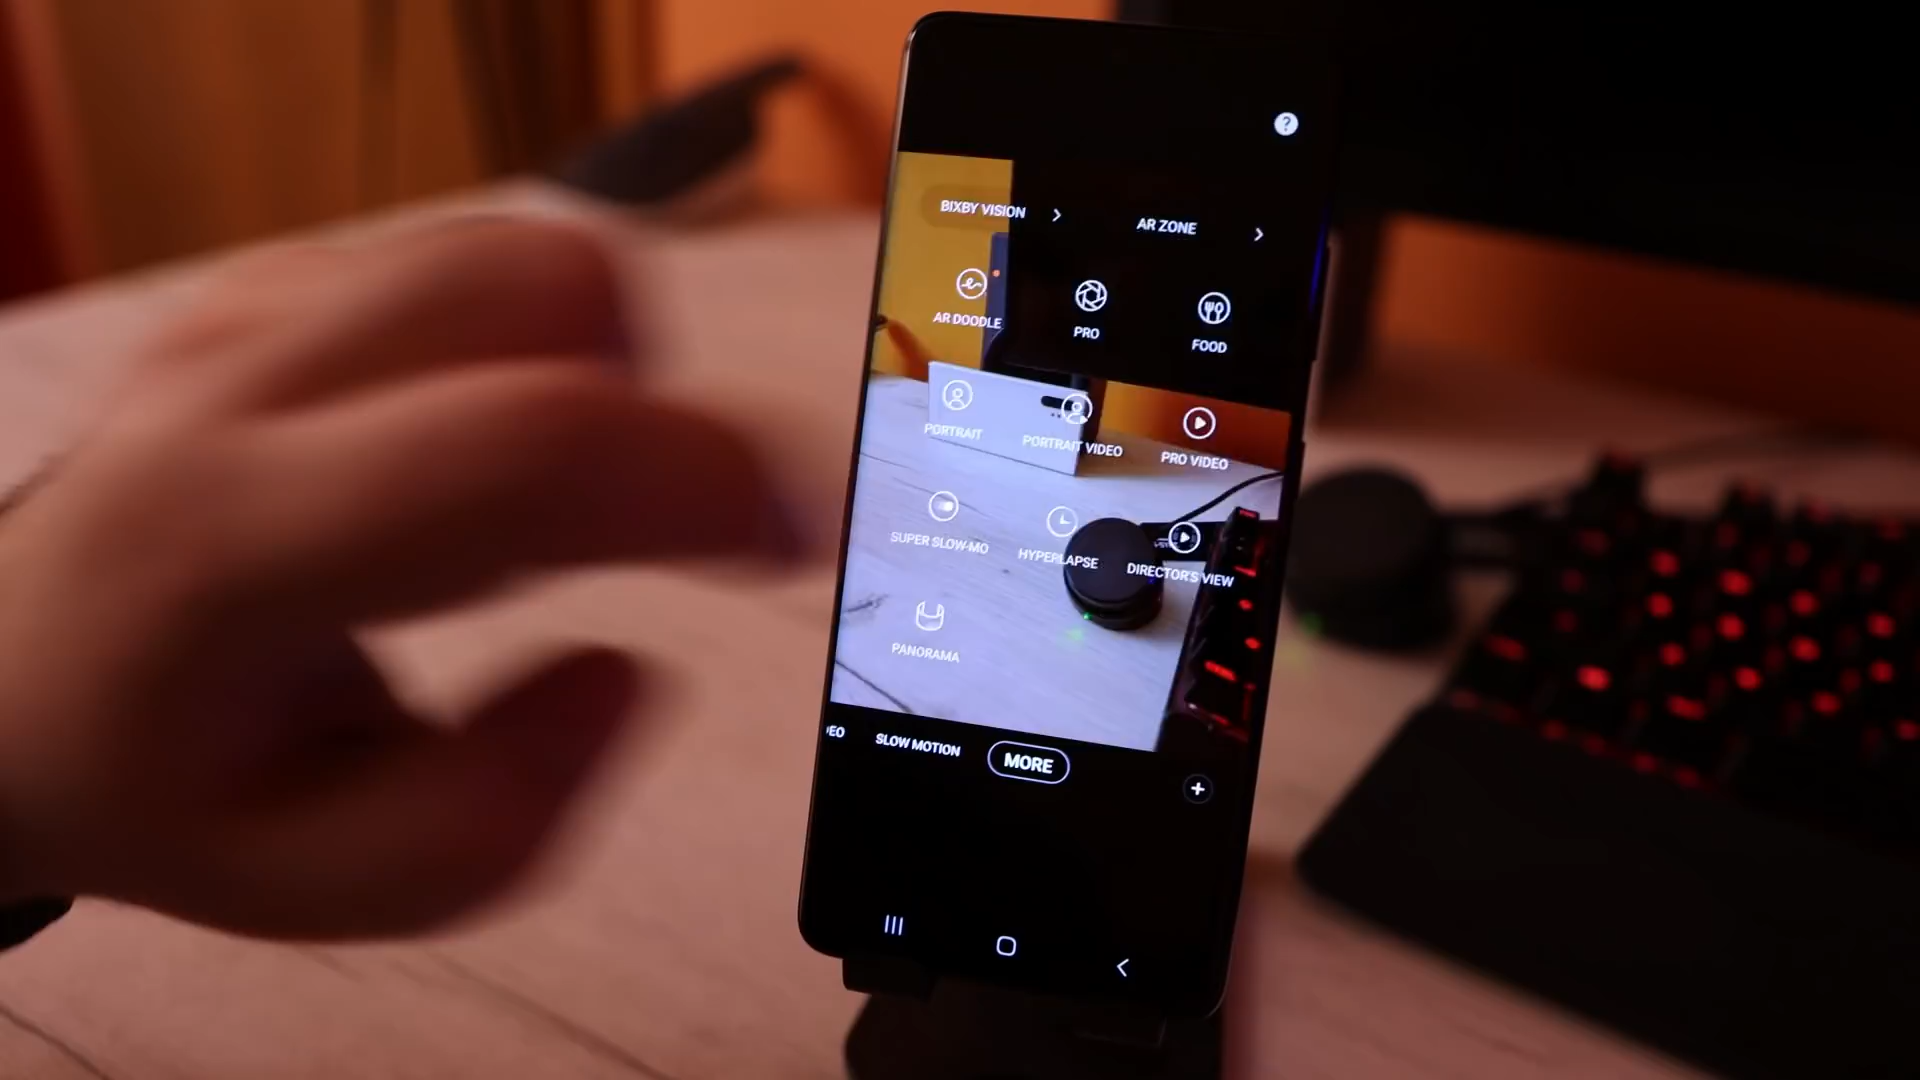 BIXBY VISION
AR ZONE
AR DOODLE
PRO
FOOD
PORTRAIT
PORTRAIT VIDEO
PRO VIDEO
SUPER SLOW-MO
HYPERLAPSE
DIRECTOR'S VIEW
PANORAMA
EO
SLOW MOTION
MORE